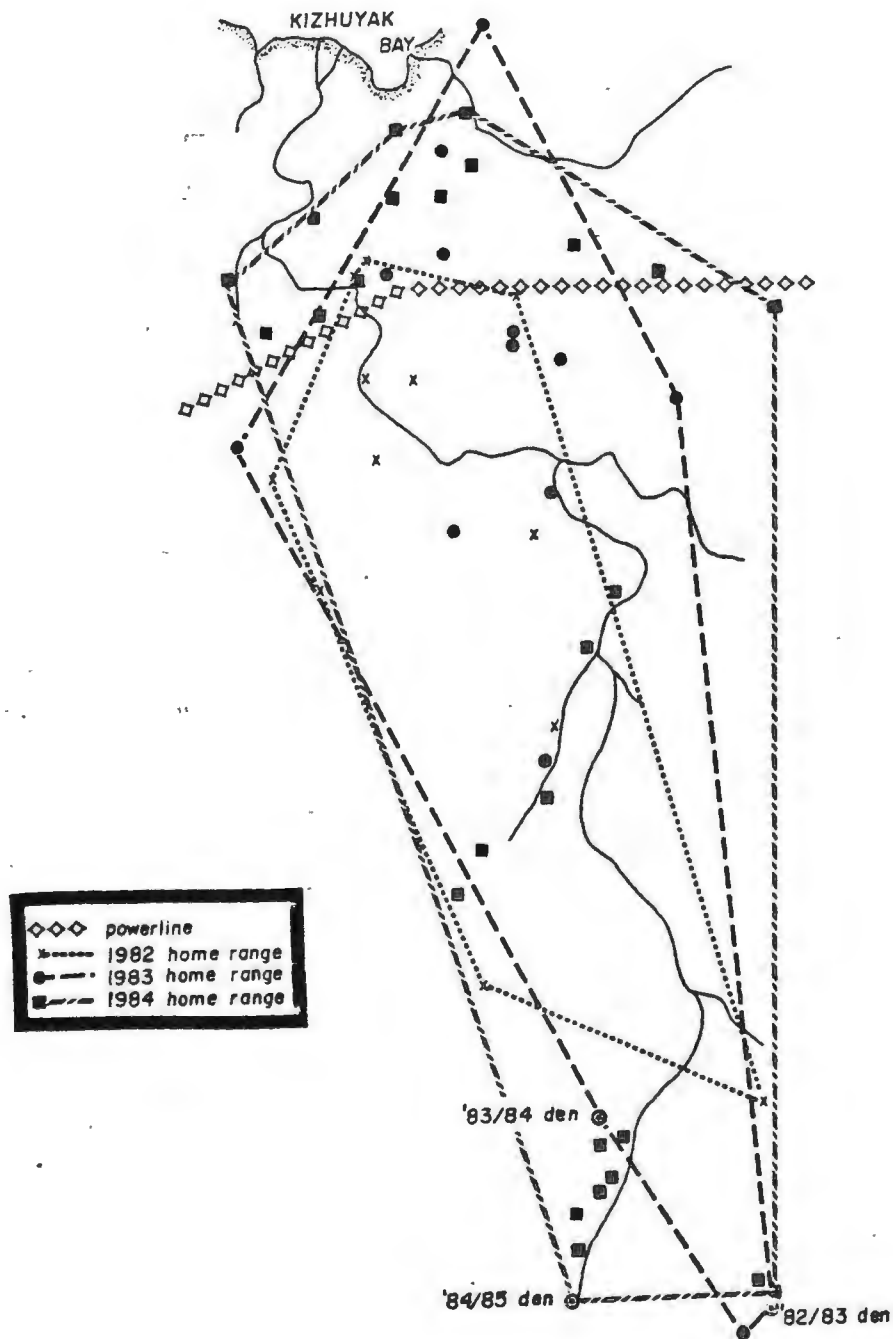 KIZHUYAK
BAY
powerline
1982 home range
1983 home range
1984 home range
'83/84 den
'84/85 den
'82/83 den